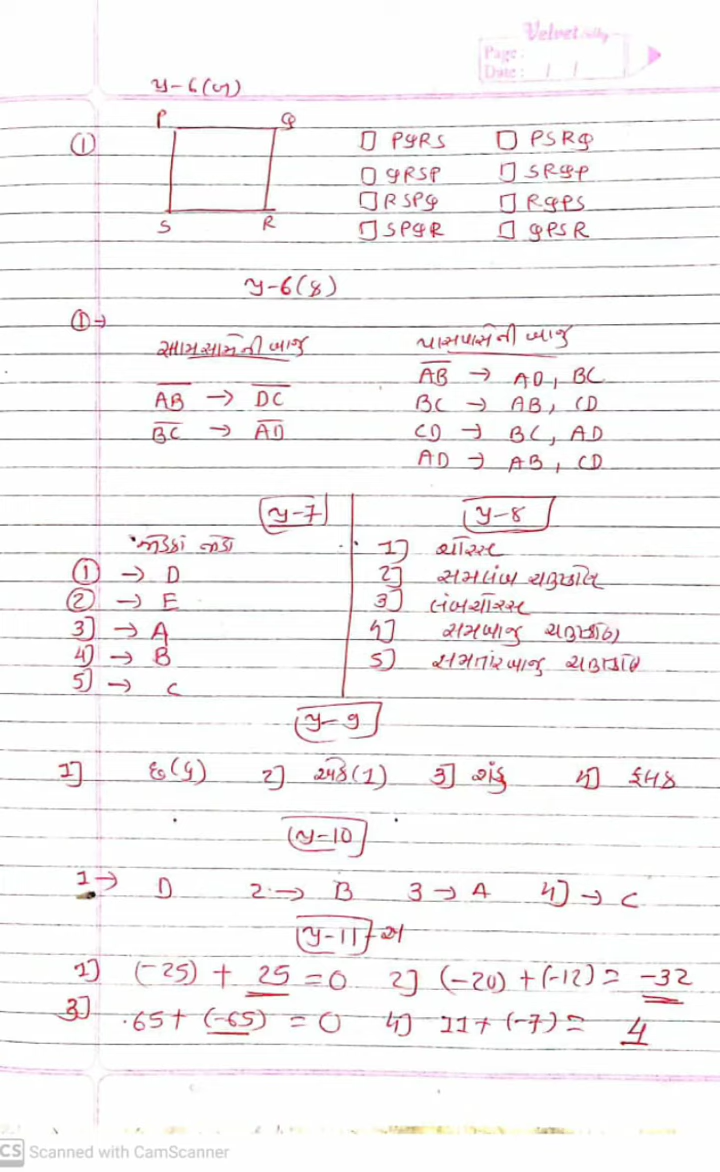 Velvet silky
Page:
Date: / /
પ્ર-6(બ)
P Q
① □ PQRS □ PSRQ
□ QRSP □ SRQP
□ RSPQ □ RQPS
S R □ SPQR □ QPSR
પ્ર-6(ક)
①→
આમસામેની બાજુ પાસપાસેની બાજુ
AB → AD, BC
AB → DC BC → AB, CD
BC → AD CD → BC, AD
AD → AB, CD
પ્ર-7 પ્ર-8
જોડકાં જોડો 1] ચોરસ
① → D 2] સમલંબ ચતુષ્કોણ
② → E 3] લંબચોરસ
3] → A 4] સમબાજુ ચતુષ્કોણ
4] → B 5] સમાંતરબાજુ ચતુષ્કોણ
5] → C
પ્ર-9
1] છ(6) 2] એક(1) 3] શંકુ 4] ફલક
પ્ર-10
1→ D 2→ B 3→ A 4]→ C
પ્ર-11-અ
1] (-25) + 25 = 0 2] (-20) + (-12) = -32
3] 65 + (-65) = 0 4] 11 + (-7) = 4
CS Scanned with CamScanner